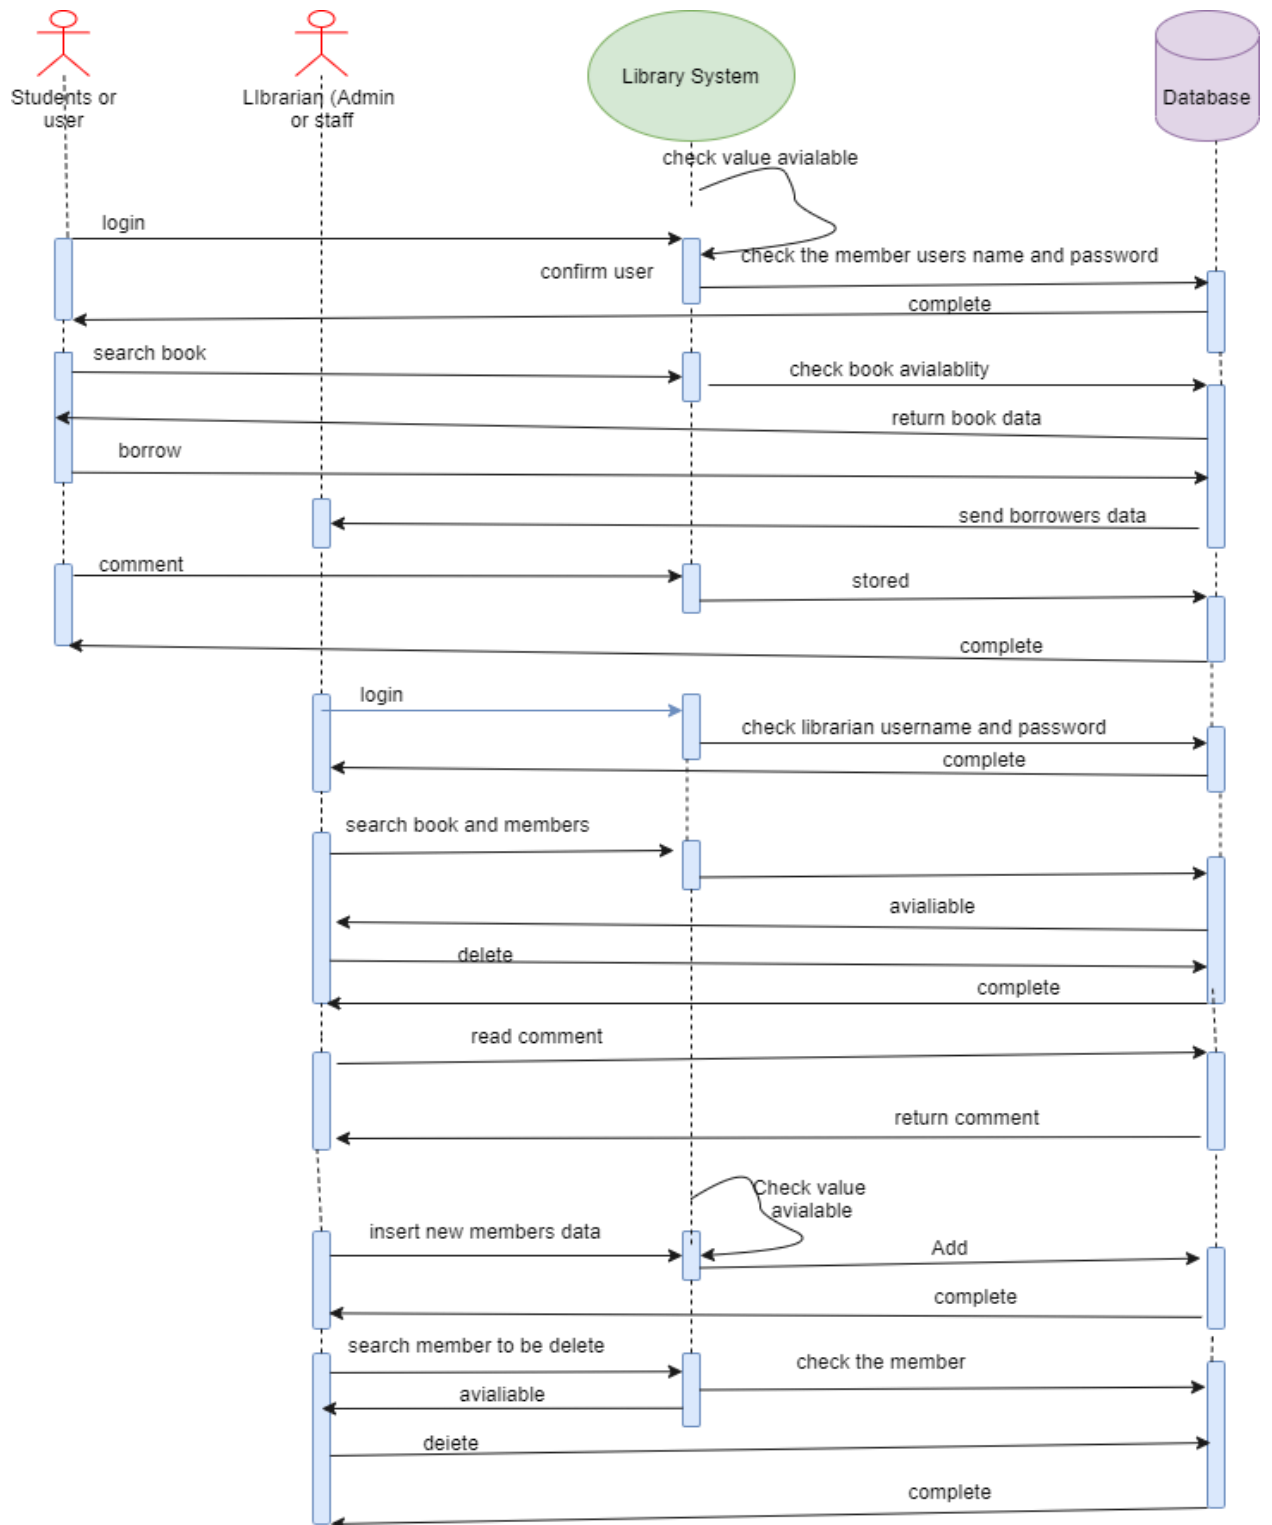 Students or
user
LIbrarian (Admin
or staff
Library System
Database
check value avialable
login
check the member users name and password
confirm user
complete
search book
check book avialablity
return book data
borrow
send borrowers data
comment
stored
complete
login
check librarian username and password
complete
search book and members
avialiable
delete
complete
read comment
return comment
Check value
avialable
insert new members data
Add
complete
search member to be delete
check the member
avialiable
deiete
complete